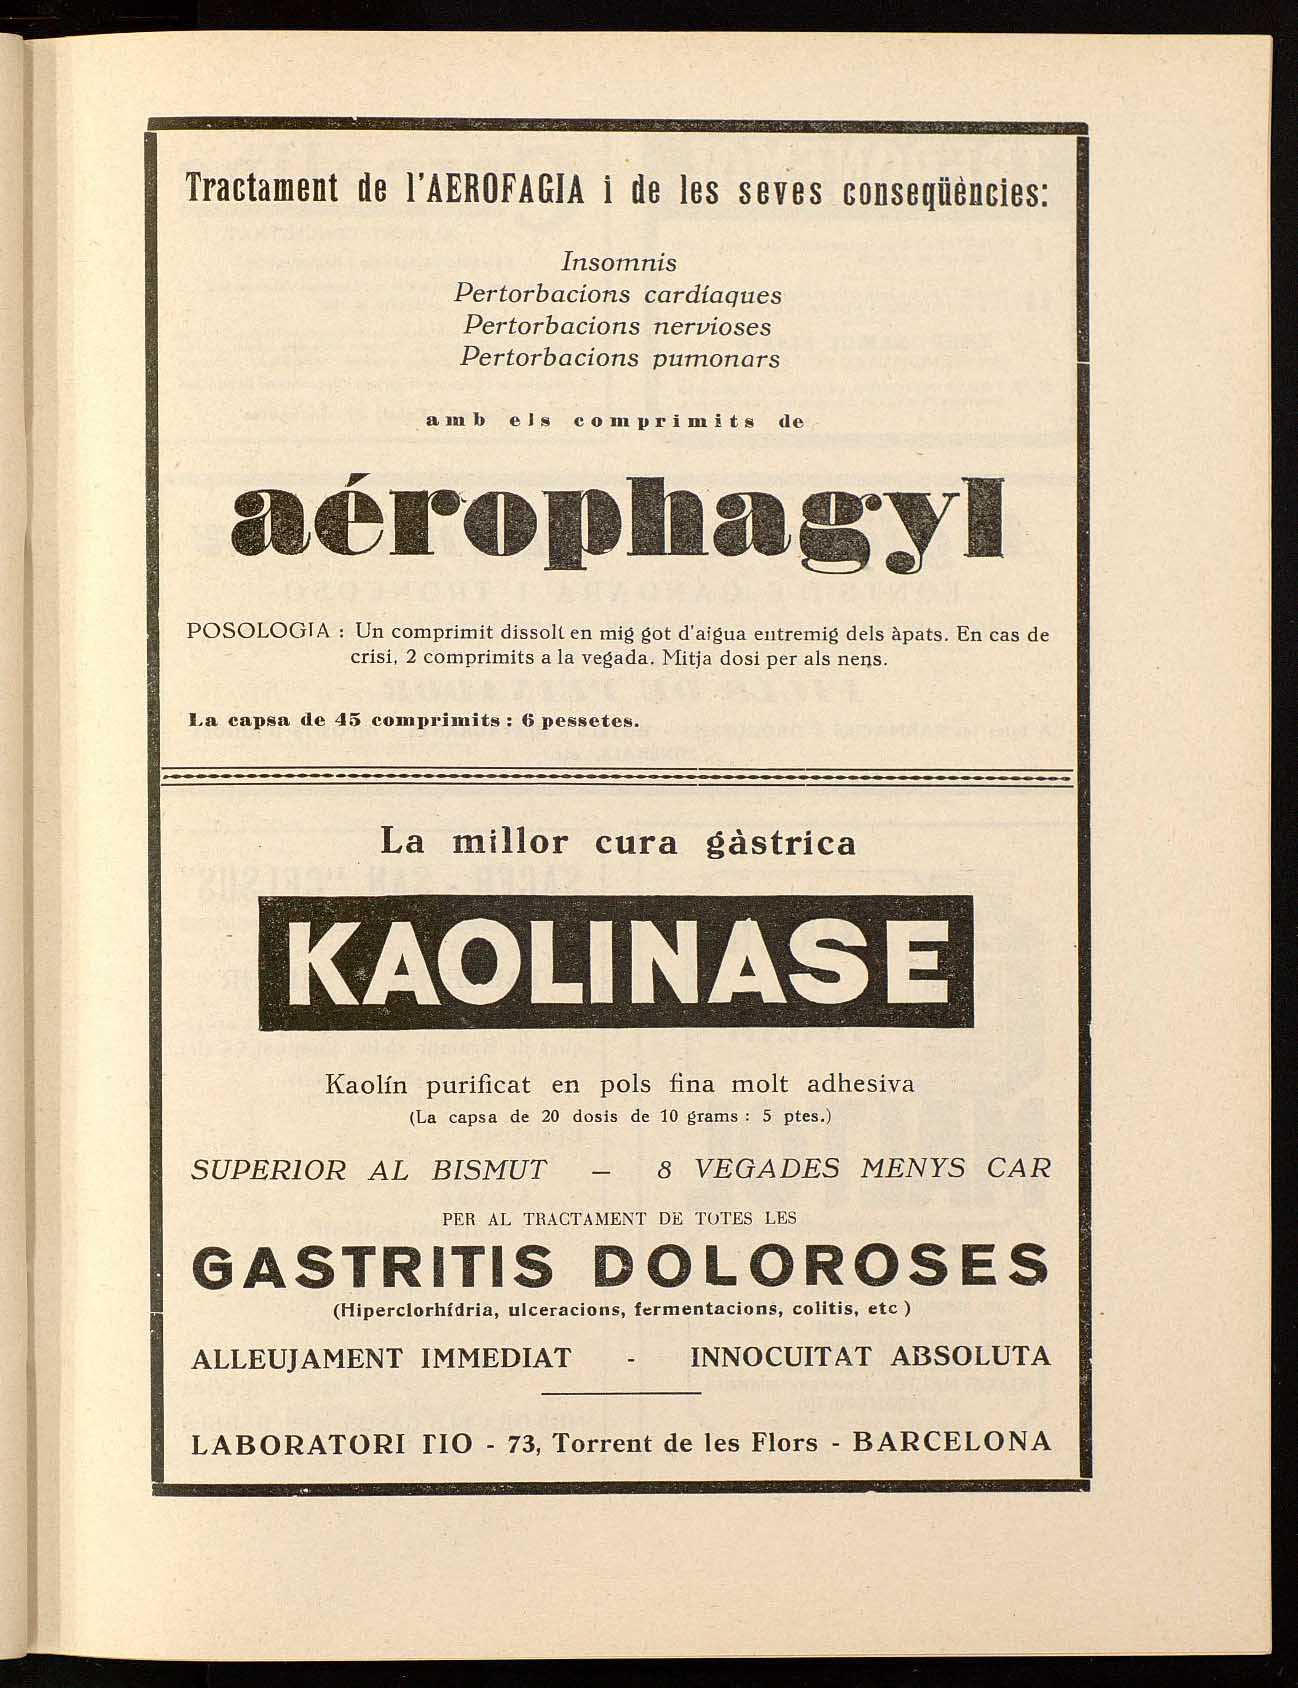 Tractament de l'AEROFAGIA i de les seves conseqüències:
Insomnis
Pertorbacions cardíaques
Pertorbacions nervioses
Pertorbacions pumonars
amb els comprimits de
aérophagyl
POSOLOGIA : Un comprimit dissolt en mig got d'aigua entremig dels àpats. En cas de
crisi, 2 comprimits a la vegada. Mitja dosi per als nens.
La capsa de 45 comprimits : 6 pessetes.
La millor cura gàstrica
KAOLINASE
Kaolín purificat en pols fina molt adhesiva
(La capsa de 20 dosis de 10 grams : 5 ptes.)
SUPERIOR AL BISMUT – 8 VEGADES MENYS CAR
PER AL TRACTAMENT DE TOTES LES
GASTRITIS DOLOROSES
(Hiperclorhídria, ulceracions, fermentacions, colitis, etc )
ALLEUJAMENT IMMEDIAT - INNOCUITAT ABSOLUTA
LABORATORI - 73, Torrent de les Flors - BARCELONA